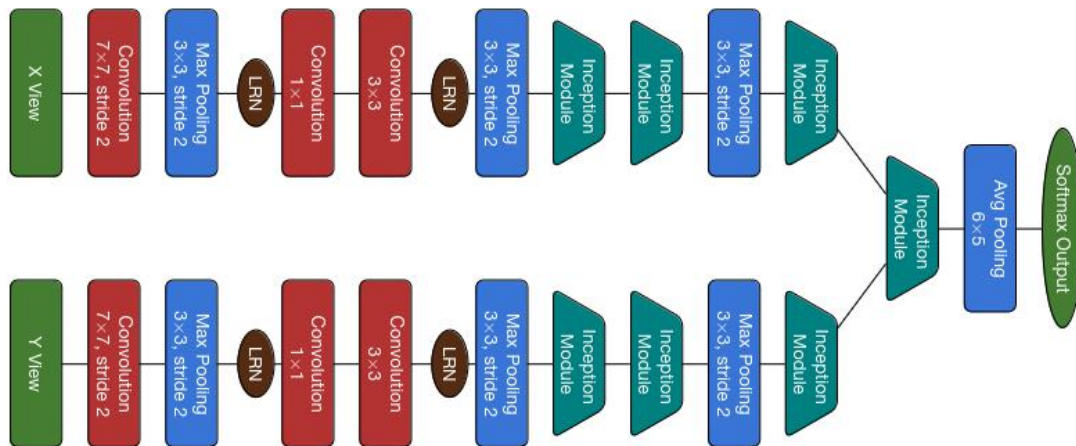 X View
Convolution
7×7, stride 2
Max Pooling
3×3, stride 2
LRN
Convolution
1×1
Convolution
3×3
LRN
Max Pooling
3×3, stride 2
Inception
Module
Inception
Module
Max Pooling
3×3, stride 2
Inception
Module
Y View
Convolution
7×7, stride 2
Max Pooling
3×3, stride 2
LRN
Convolution
1×1
Convolution
3×3
LRN
Max Pooling
3×3, stride 2
Inception
Module
Inception
Module
Max Pooling
3×3, stride 2
Inception
Module
Inception
Module
Avg Pooling
6×5
Softmax Output